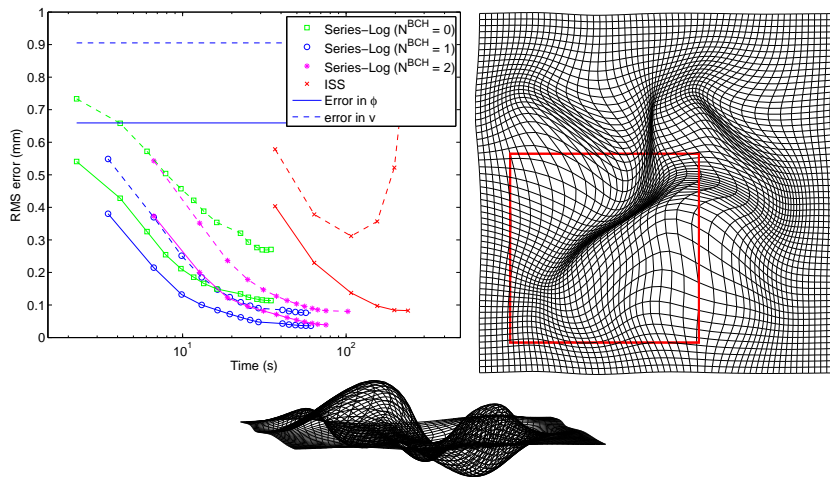 1
0.9
0.8
0.7
0.6
0.5
0.4
0.3
0.2
0.1
0
RMS error (mm)
10^1
10^2
Time (s)
Series−Log (N^BCH = 0)
Series−Log (N^BCH = 1)
Series−Log (N^BCH = 2)
ISS
Error in ϕ
error in v